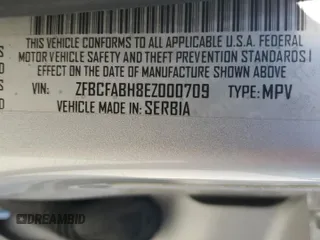 THIS VEHICLE CONFORMS TO ALL APPLICABLE U.S.A. FEDERAL
MOTOR VEHICLE SAFETY AND THEFT PREVENTION STANDARDS
EFFECT ON THE DATE OF MANUFACTURE SHOWN ABOVE.
VIN: ZFBCFABH8EZ000709 TYPE: MPV
VEHICLE MADE IN: SERBIA
DREAMBID